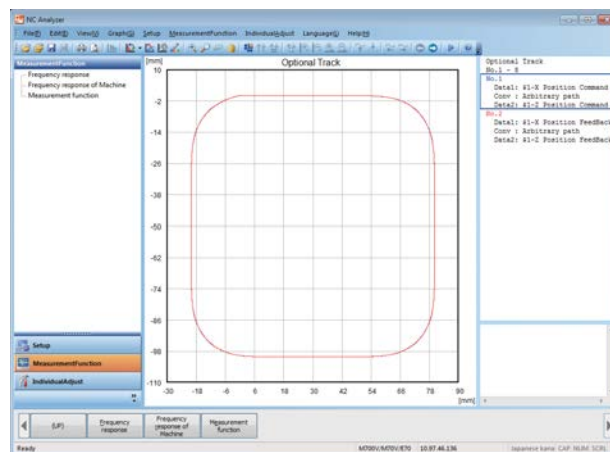 NC Analyzer
File(F) Edit(E) View(V) Graph(G) Setup MeasurementFunction IndividualAdjust Language(L) Help(H)
MeasurementFunction
Frequency response
Frequency response of Machine
Measurement function
Setup
MeasurementFunction
IndividualAdjust
[mm]
Optional Track
10
-2
-14
-26
-38
-50
-62
-74
-86
-98
-110
-30
-18
-6
6
18
30
42
54
66
78
90
[mm]
Optional Track
No.1 - 8
No.1
Data1: #1-X Position Command
Conv : Arbitrary path
Data2: #1-Z Position Command
No.2
Data1: #1-X Position FeedBack
Conv : Arbitrary path
Data2: #1-Z Position FeedBack
(UP)
Frequency response
Frequency response of Machine
Measurement function
Ready
M700V/M70V/E70 10.97.46.136 Japanese kana CAP NUM SCRL